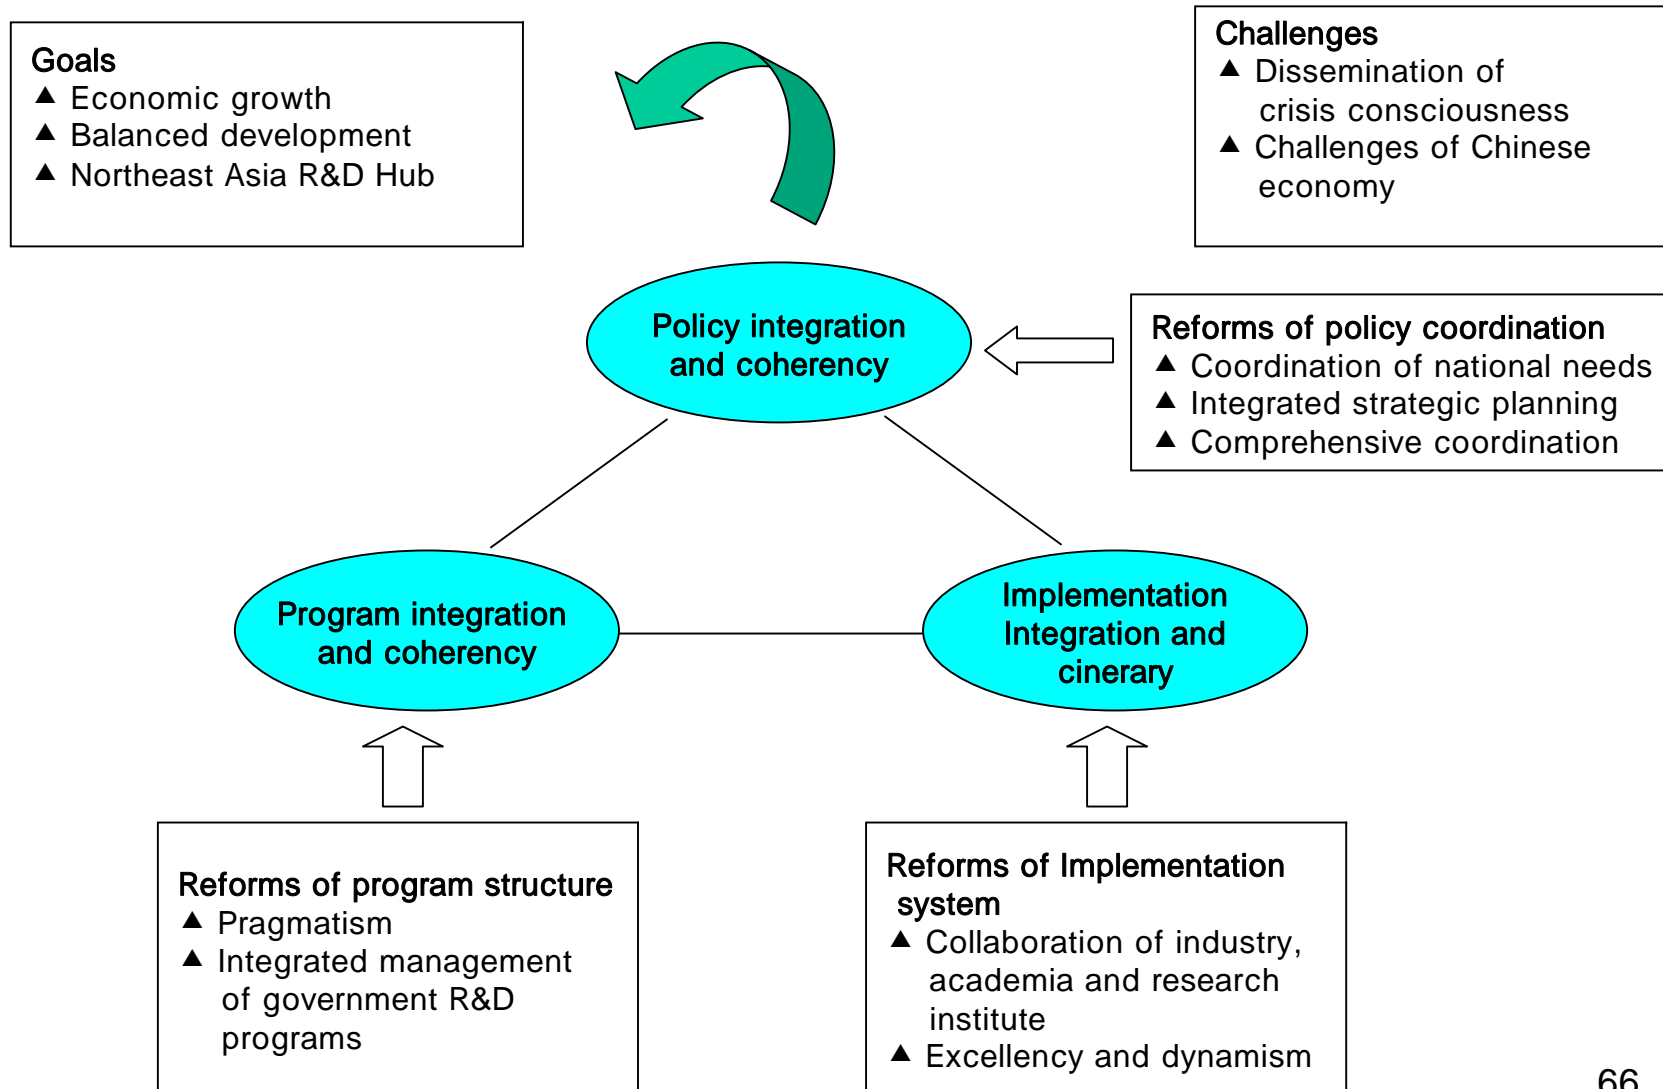 Goals
▲ Economic growth
▲ Balanced development
▲ Northeast Asia R&D Hub
Challenges
▲ Dissemination of
crisis consciousness
▲ Challenges of Chinese
economy
Policy integration
and coherency
Reforms of policy coordination
▲ Coordination of national needs
▲ Integrated strategic planning
▲ Comprehensive coordination
Program integration
and coherency
Implementation
Integration and
cinerary
Reforms of program structure
▲ Pragmatism
▲ Integrated management
of government R&D
programs
Reforms of Implementation
system
▲ Collaboration of industry,
academia and research
institute
▲ Excellency and dynamism
66